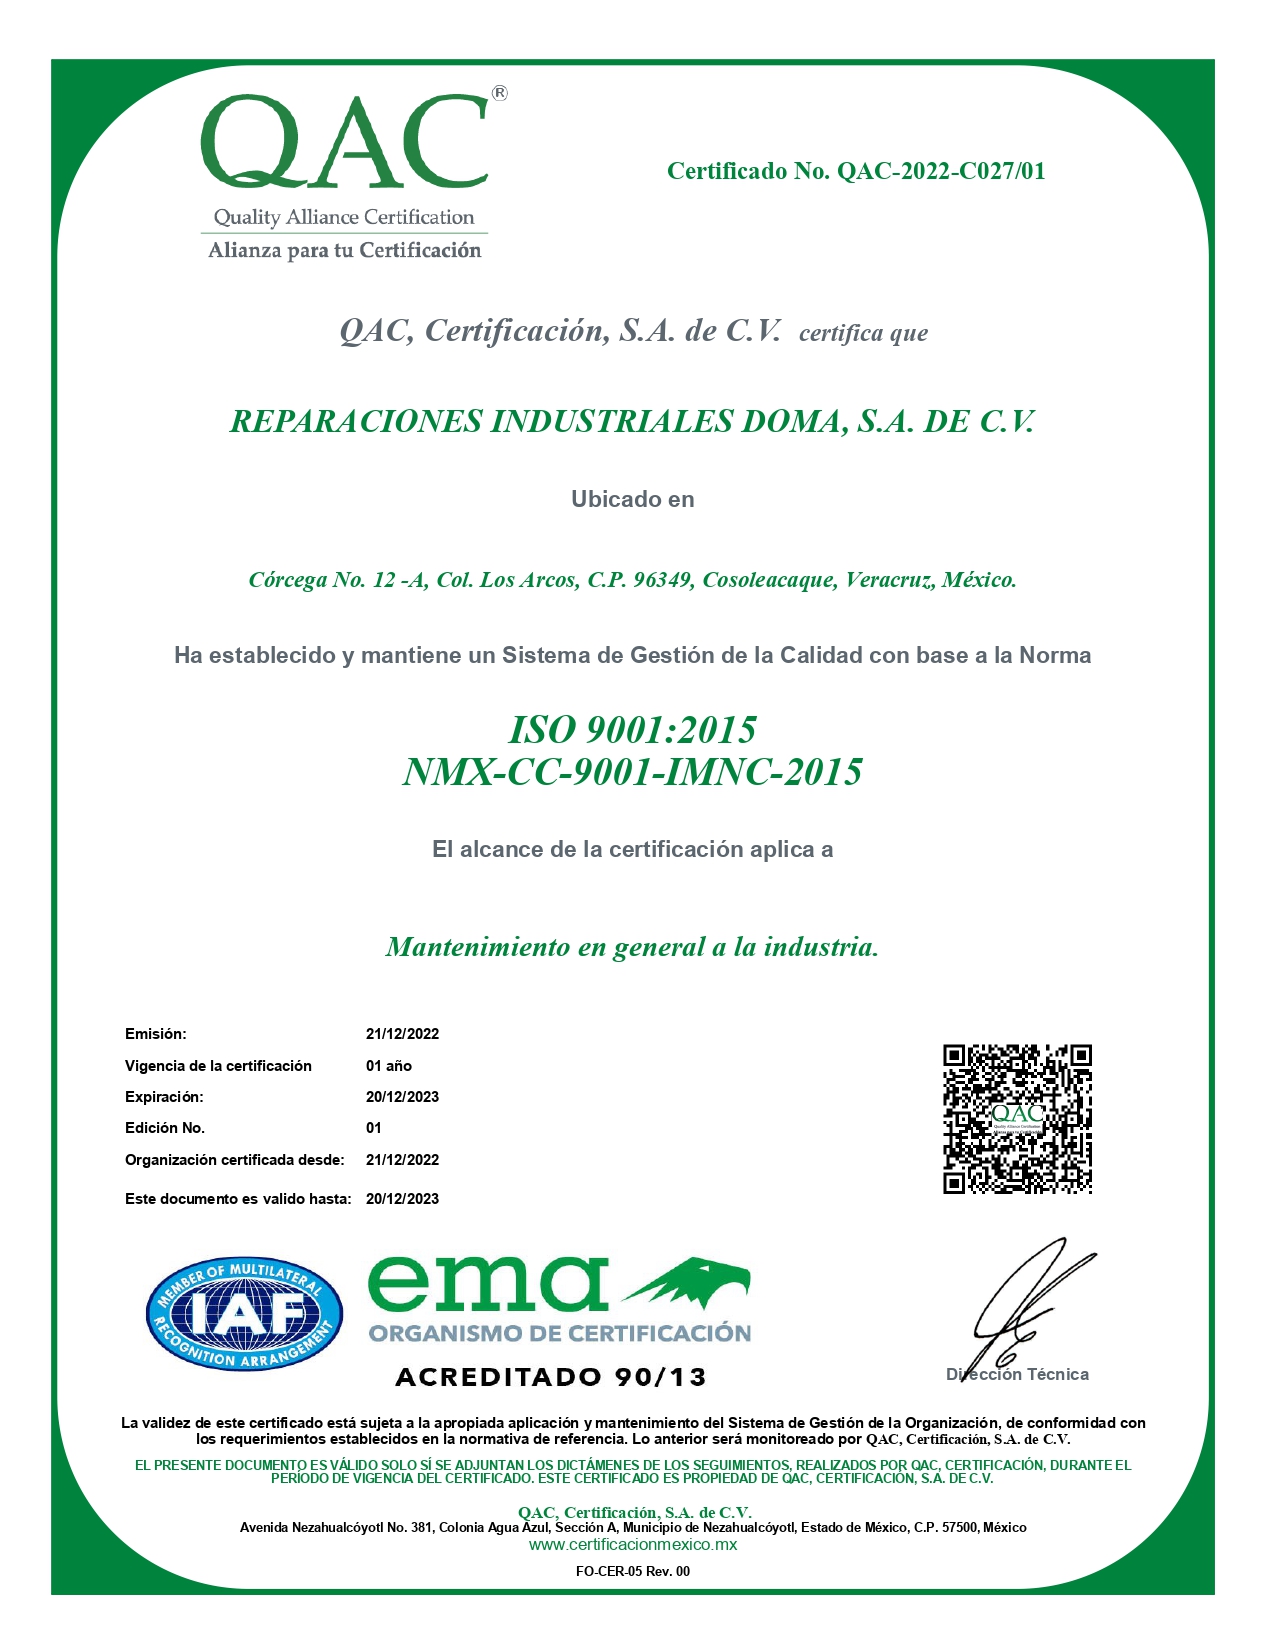 QAC®
Certificado No. QAC-2022-C027/01
Quality Alliance Certification
Alianza para tu Certificación
QAC, Certificación, S.A. de C.V. certifica que
REPARACIONES INDUSTRIALES DOMA, S.A. DE C.V.
Ubicado en
Córcega No. 12 -A, Col. Los Arcos, C.P. 96349, Cosoleacaque, Veracruz, México.
Ha establecido y mantiene un Sistema de Gestión de la Calidad con base a la Norma
ISO 9001:2015
NMX-CC-9001-IMNC-2015
El alcance de la certificación aplica a
Mantenimiento en general a la industria.
Emisión: 21/12/2022
Vigencia de la certificación 01 año
Expiración: 20/12/2023
Edición No. 01
Organización certificada desde: 21/12/2022
Este documento es valido hasta: 20/12/2023
QAC
Quality Alliance Certification
Alianza para tu Certificación
MEMBER OF MULTILATERAL
IAF
RECOGNITION ARRANGEMENT
ema
ORGANISMO DE CERTIFICACIÓN
ACREDITADO 90/13
Dirección Técnica
La validez de este certificado está sujeta a la apropiada aplicación y mantenimiento del Sistema de Gestión de la Organización, de conformidad con
los requerimientos establecidos en la normativa de referencia. Lo anterior será monitoreado por QAC, Certificación, S.A. de C.V.
EL PRESENTE DOCUMENTO ES VÁLIDO SOLO SÍ SE ADJUNTAN LOS DICTÁMENES DE LOS SEGUIMIENTOS, REALIZADOS POR QAC, CERTIFICACIÓN, DURANTE EL
PERÍODO DE VIGENCIA DEL CERTIFICADO. ESTE CERTIFICADO ES PROPIEDAD DE QAC, CERTIFICACIÓN, S.A. DE C.V.
QAC, Certificación, S.A. de C.V.
Avenida Nezahualcóyotl No. 381, Colonia Agua Azul, Sección A, Municipio de Nezahualcóyotl, Estado de México, C.P. 57500, México
www.certificacionmexico.mx
FO-CER-05 Rev. 00